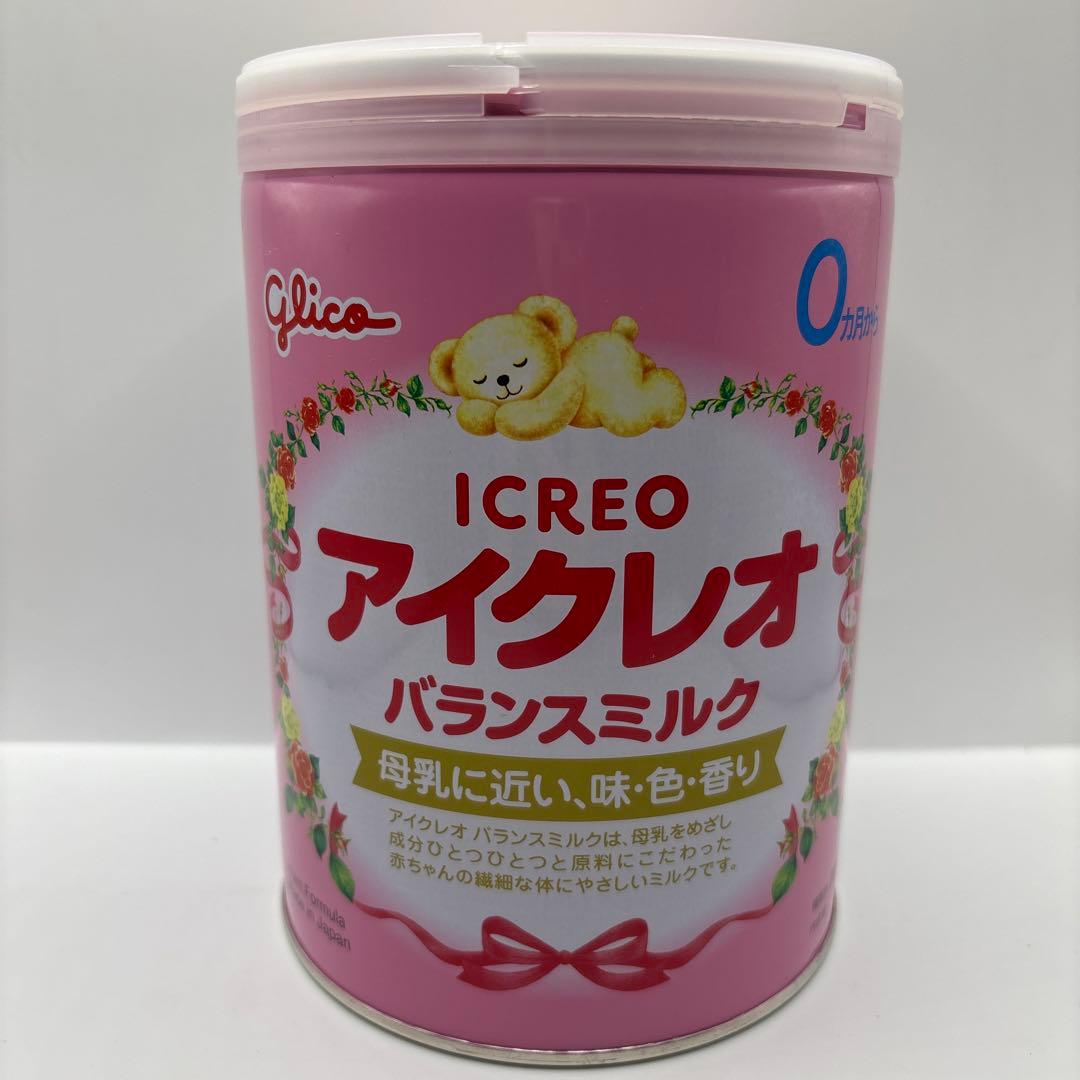 glico
0カ月から
ICREO
アイクレオ
バランスミルク
母乳に近い、味・色・香り
アイクレオ バランスミルクは、母乳をめざし
成分ひとつひとつと原料にこだわった
赤ちゃんの繊細な体にやさしいミルクです。
Formula
in Japan